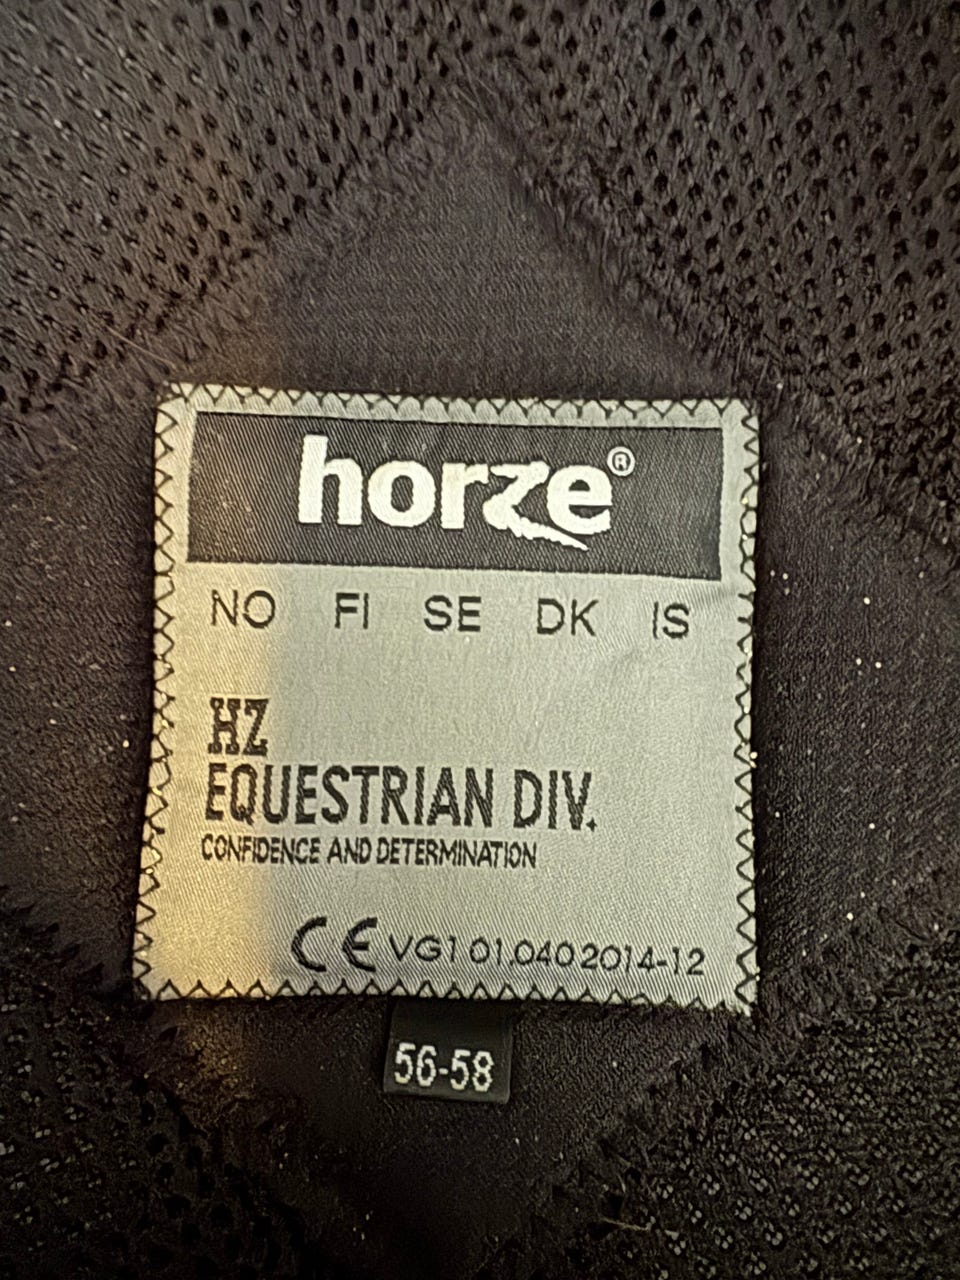 horze®
NO FI SE DK IS
HZ
EQUESTRIAN DIV.
CONFIDENCE AND DETERMINATION
CE VG1 01.040 2014-12
56-58